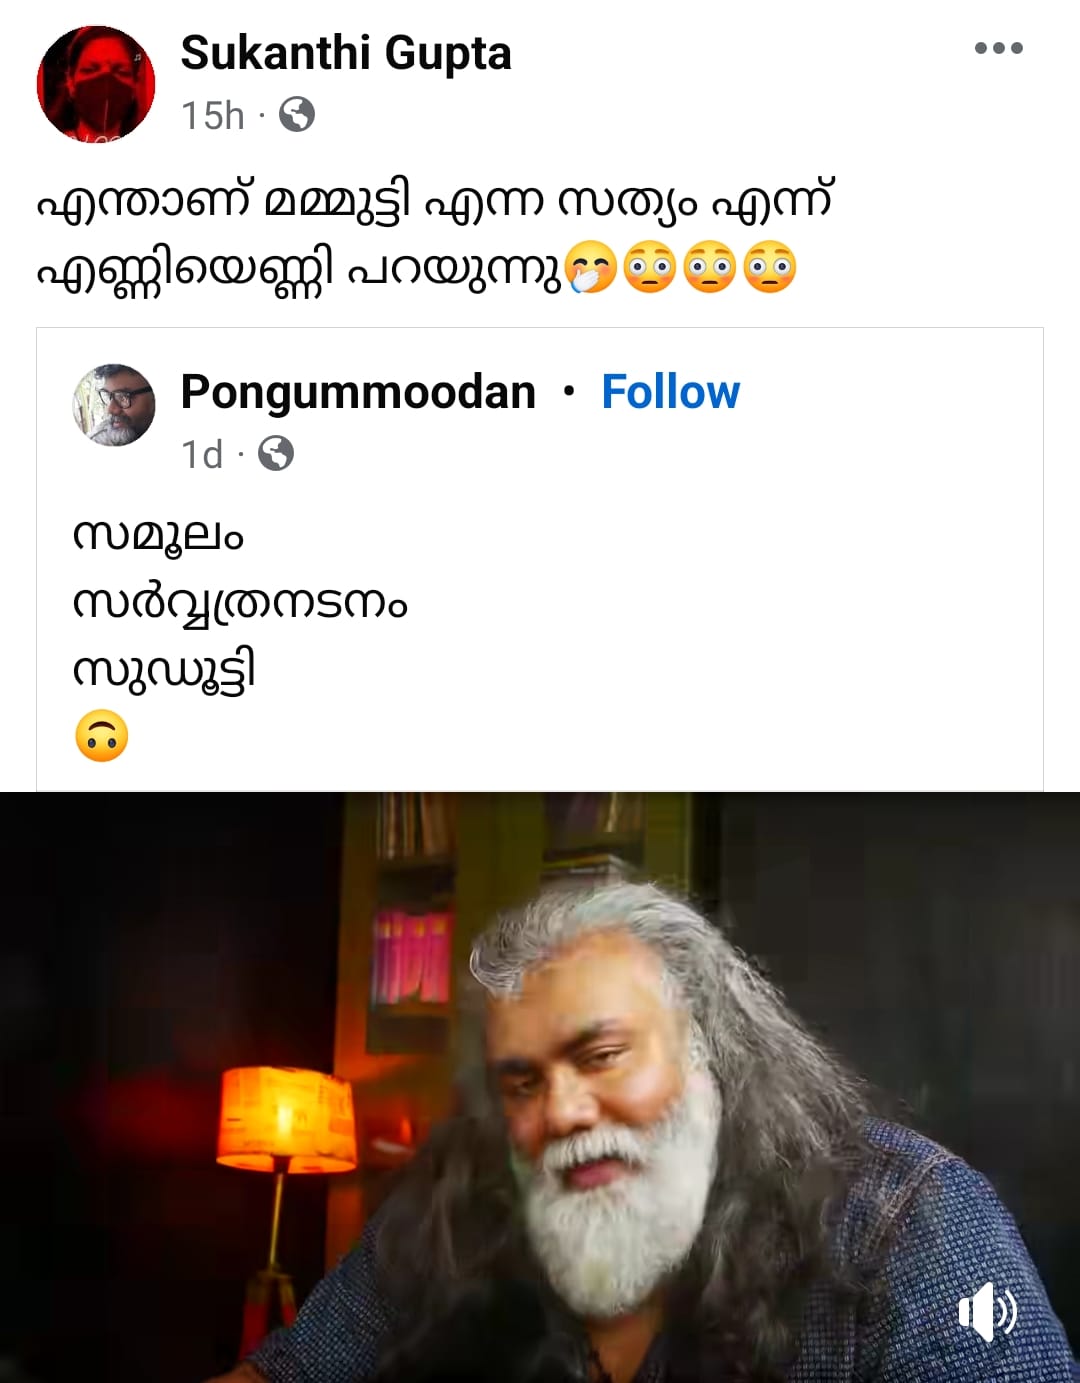 Sukanthi Gupta
15h ·
എന്താണ് മമ്മുട്ടി എന്ന സത്യം എന്ന്
എണ്ണിയെണ്ണി പറയുന്നു🤭😳😳😳
Pongummoodan • Follow
1d ·
സമൂലം
സർവ്വത്രനടനം
സുഡൂട്ടി
🙃